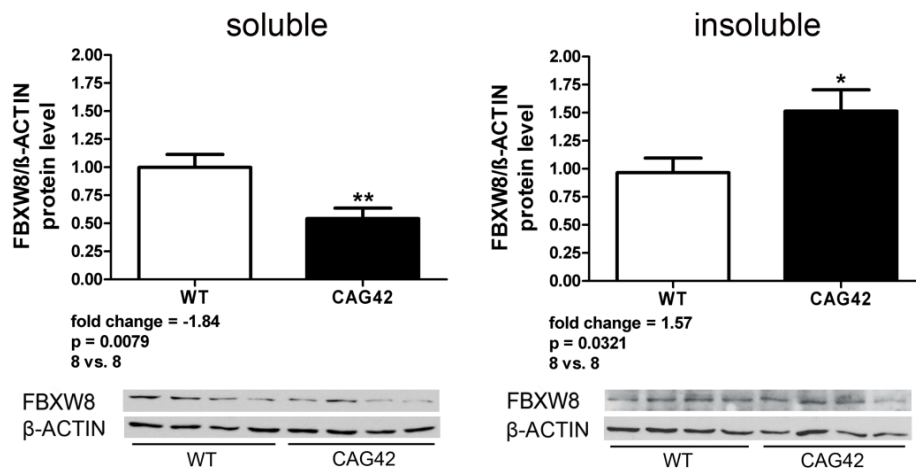 soluble
FBXW8/ß-ACTIN
protein level
2.00
1.75
1.50
1.25
1.00
0.75
0.50
0.25
0.00
**
WT
CAG42
fold change = -1.84
p = 0.0079
8 vs. 8
FBXW8
β-ACTIN
WT
CAG42
insoluble
FBXW8/ß-ACTIN
protein level
2.00
1.75
1.50
1.25
1.00
0.75
0.50
0.25
0.00
*
WT
CAG42
fold change = 1.57
p = 0.0321
8 vs. 8
FBXW8
β-ACTIN
WT
CAG42